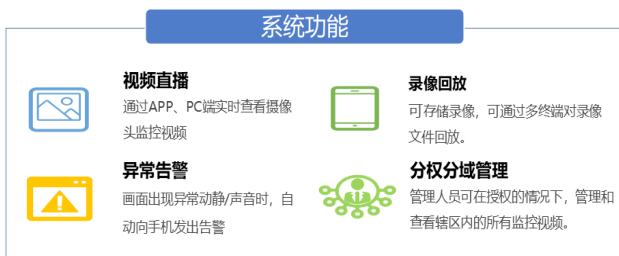 系统功能
视频直播
通过APP、PC端实时查看摄像
头监控视频
录像回放
可存储录像，可通过多终端对录像
文件回放。
异常告警
画面出现异常动静/声音时，自
动向手机发出告警
分权分域管理
管理人员可在授权的情况下，管理和
查看辖区内的所有监控视频。